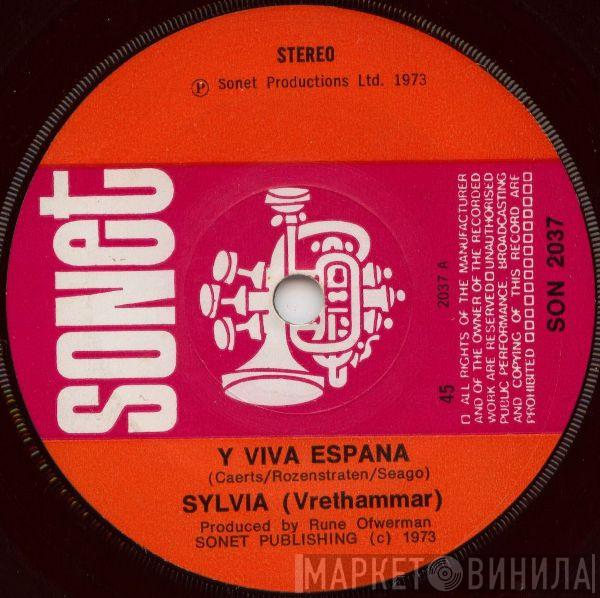 STEREO
Ⓟ Sonet Productions Ltd. 1973
sonet
45
2037 A
ALL RIGHTS OF THE MANUFACTURER
AND OF THE OWNER OF THE RECORDED
WORK ARE RESERVED UNAUTHORISED
PUBLIC PERFORMANCE BROADCASTING
AND COPYING OF THIS RECORD ARE
PROHIBITED
SON 2037
Y VIVA ESPANA
(Caerts/Rozenstraten/Seago)
SYLVIA (Vrethammar)
Produced by Rune Ofwerman
SONET PUBLISHING (c) 1973
МАРКЕТ ВИНИЛА